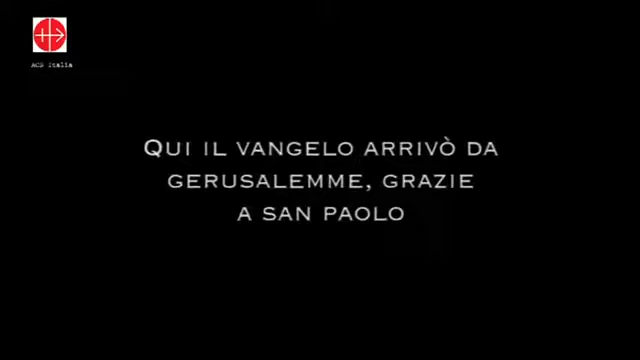 ACS Italia
QUI IL VANGELO ARRIVÒ DA
GERUSALEMME, GRAZIE
A SAN PAOLO